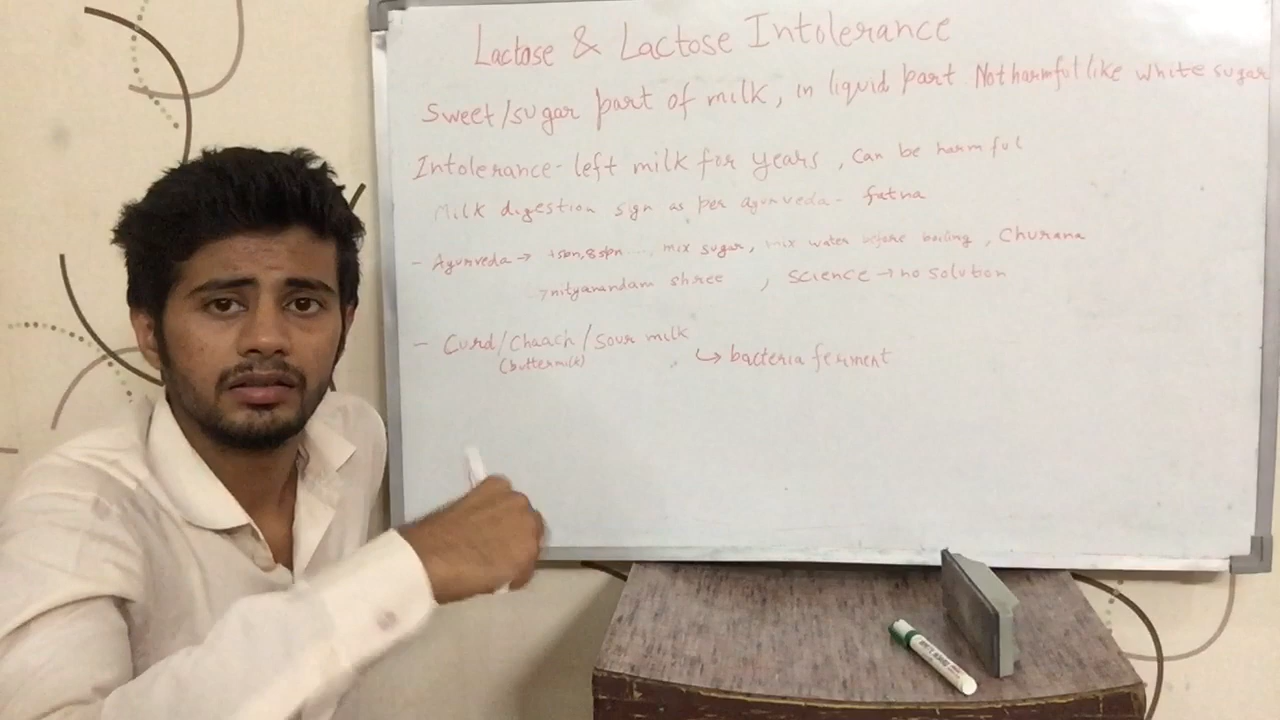 Lactose & Lactose Intolerance
Sweet/sugar part of milk, in liquid part Not harmful like white sugar
Intolerance - left milk for years, can be harmful
Milk digestion sign as per ayurveda - fatna
- Ayurveda → mix sugar, mix water before boiling, Churana
→ nityanandam shree , science → no solution
- Curd/Chaach/Sour milk
(buttermilk)
↳ bacteria ferment